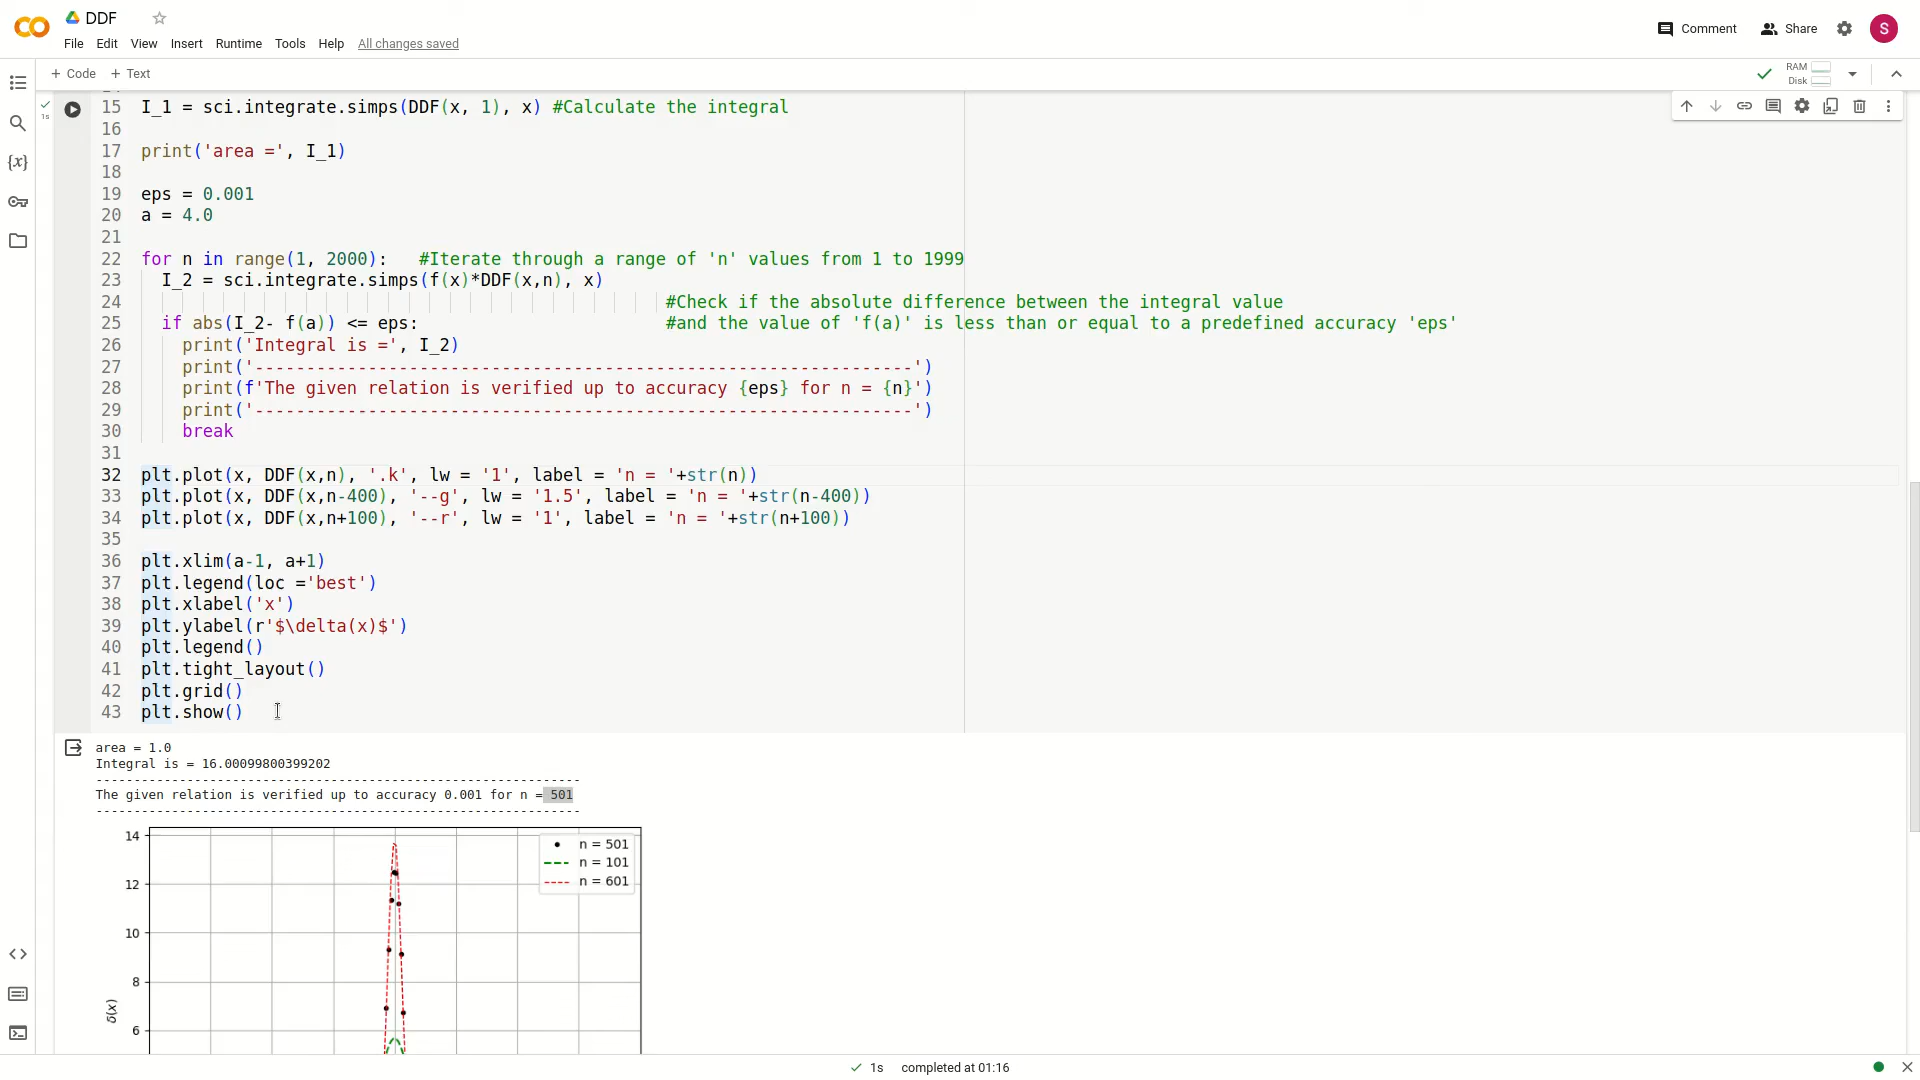 DDF
File Edit View Insert Runtime Tools Help All changes saved
Comment Share S
+ Code + Text
RAM
Disk
1s
15 I_1 = sci.integrate.simps(DDF(x, 1), x) #Calculate the integral
16
17 print('area =', I_1)
18
19 eps = 0.001
20 a = 4.0
21
22 for n in range(1, 2000):   #Iterate through a range of 'n' values from 1 to 1999
23   I_2 = sci.integrate.simps(f(x)*DDF(x,n), x)
24 #Check if the absolute difference between the integral value
25   if abs(I_2- f(a)) <= eps: #and the value of 'f(a)' is less than or equal to a predefined accuracy 'eps'
26     print('Integral is =', I_2)
27     print('----------------------------------------------------------------')
28     print(f'The given relation is verified up to accuracy {eps} for n = {n}')
29     print('----------------------------------------------------------------')
30     break
31
32 plt.plot(x, DDF(x,n), '.k', lw = '1', label = 'n = '+str(n))
33 plt.plot(x, DDF(x,n-400), '--g', lw = '1.5', label = 'n = '+str(n-400))
34 plt.plot(x, DDF(x,n+100), '--r', lw = '1', label = 'n = '+str(n+100))
35
36 plt.xlim(a-1, a+1)
37 plt.legend(loc ='best')
38 plt.xlabel('x')
39 plt.ylabel(r'$\delta(x)$')
40 plt.legend()
41 plt.tight_layout()
42 plt.grid()
43 plt.show()
area = 1.0
Integral is = 16.00099800399202
----------------------------------------------------------------
The given relation is verified up to accuracy 0.001 for n = 501
----------------------------------------------------------------
14
12
10
8
6
δ(x)
n = 501
n = 101
n = 601
1s completed at 01:16